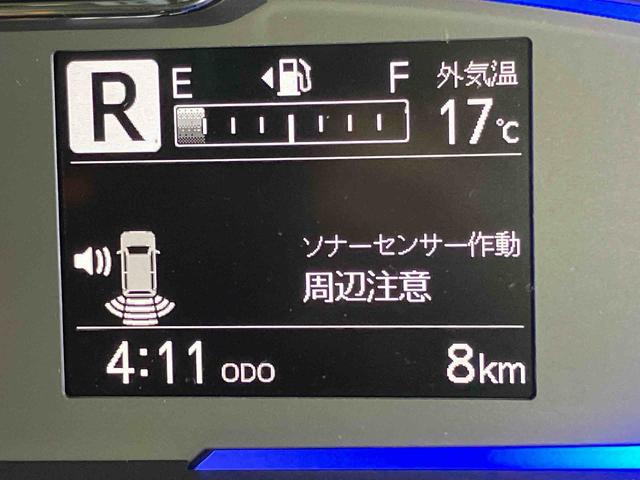 R E F 外気温
17℃
ソナーセンサー作動
周辺注意
4:11 ODO 8km